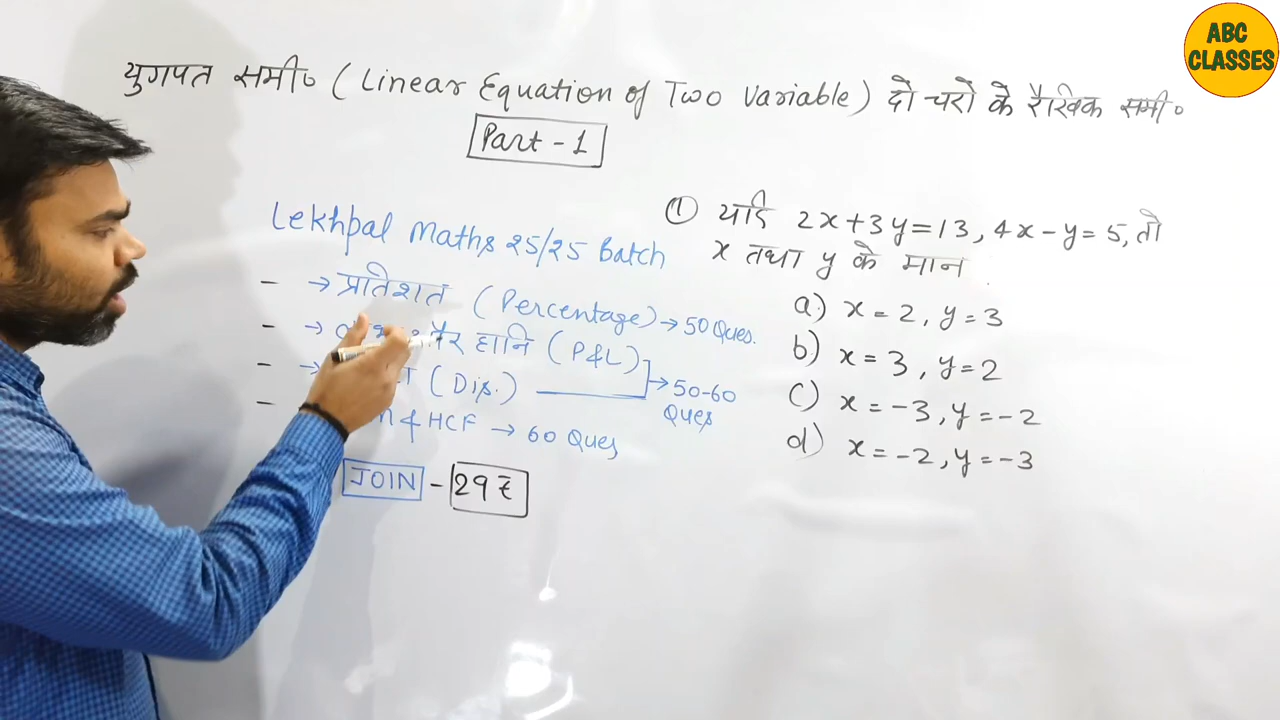 ABC
CLASSES
युगपत समी० (Linear Equation of Two Variable) दो चरो के रैखिक समी०
Part - 1
Lekhpal Maths 25/25 Batch
- → प्रतिशत (Percentage) → 50 Ques.
- → हानि (P&L)
- → (Dis.) → 50-60 Ques
- & HCF → 60 Ques
JOIN - 29 ₹
① यदि 2x+3y=13, 4x-y=5, तो
x तथा y के मान
a) x=2, y=3
b) x=3, y=2
c) x=-3, y=-2
d) x=-2, y=-3